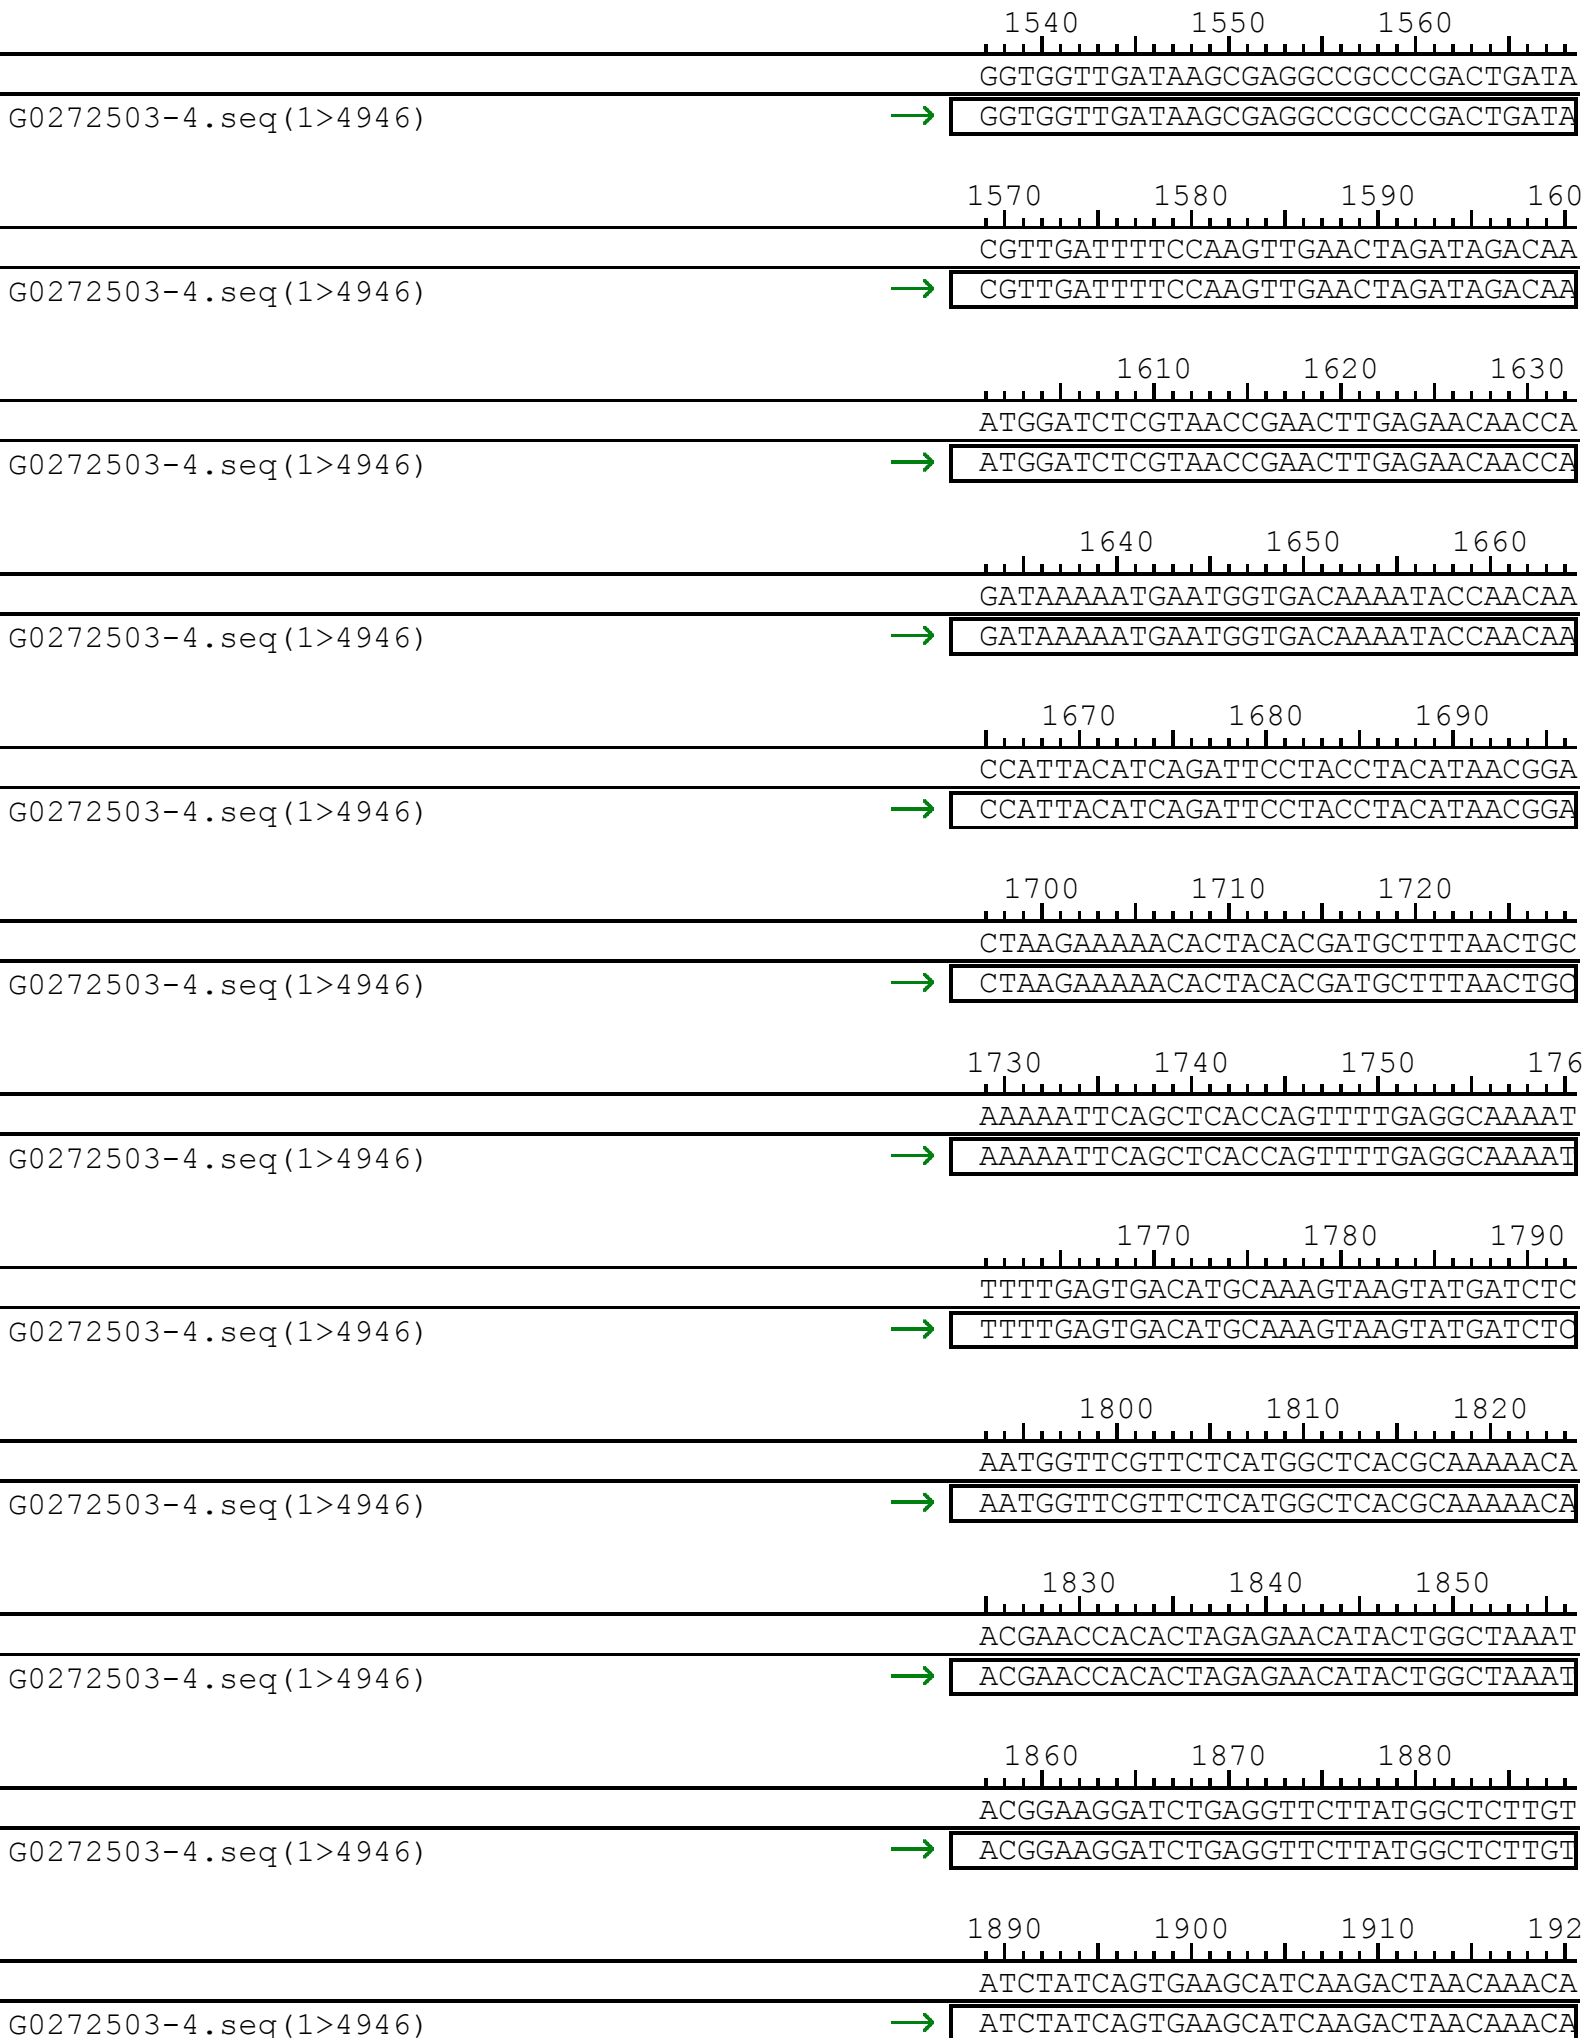 1540 1550 1560
GGTGGTTGATAAGCGAGGCCGCCCGACTGATA
G0272503-4.seq(1>4946) → GGTGGTTGATAAGCGAGGCCGCCCGACTGATA
1570 1580 1590 160
CGTTGATTTTCCAAGTTGAACTAGATAGACAA
G0272503-4.seq(1>4946) → CGTTGATTTTCCAAGTTGAACTAGATAGACAA
1610 1620 1630
ATGGATCTCGTAACCGAACTTGAGAACAACCA
G0272503-4.seq(1>4946) → ATGGATCTCGTAACCGAACTTGAGAACAACCA
1640 1650 1660
GATAAAAATGAATGGTGACAAAATACCAACAA
G0272503-4.seq(1>4946) → GATAAAAATGAATGGTGACAAAATACCAACAA
1670 1680 1690
CCATTACATCAGATTCCTACCTACATAACGGA
G0272503-4.seq(1>4946) → CCATTACATCAGATTCCTACCTACATAACGGA
1700 1710 1720
CTAAGAAAAACACTACACGATGCTTTAACTGC
G0272503-4.seq(1>4946) → CTAAGAAAAACACTACACGATGCTTTAACTGC
1730 1740 1750 176
AAAAATTCAGCTCACCAGTTTTGAGGCAAAAT
G0272503-4.seq(1>4946) → AAAAATTCAGCTCACCAGTTTTGAGGCAAAAT
1770 1780 1790
TTTTGAGTGACATGCAAAGTAAGTATGATCTC
G0272503-4.seq(1>4946) → TTTTGAGTGACATGCAAAGTAAGTATGATCTC
1800 1810 1820
AATGGTTCGTTCTCATGGCTCACGCAAAAACA
G0272503-4.seq(1>4946) → AATGGTTCGTTCTCATGGCTCACGCAAAAACA
1830 1840 1850
ACGAACCACACTAGAGAACATACTGGCTAAAT
G0272503-4.seq(1>4946) → ACGAACCACACTAGAGAACATACTGGCTAAAT
1860 1870 1880
ACGGAAGGATCTGAGGTTCTTATGGCTCTTGT
G0272503-4.seq(1>4946) → ACGGAAGGATCTGAGGTTCTTATGGCTCTTGT
1890 1900 1910 192
ATCTATCAGTGAAGCATCAAGACTAACAAACA
G0272503-4.seq(1>4946) → ATCTATCAGTGAAGCATCAAGACTAACAAACA